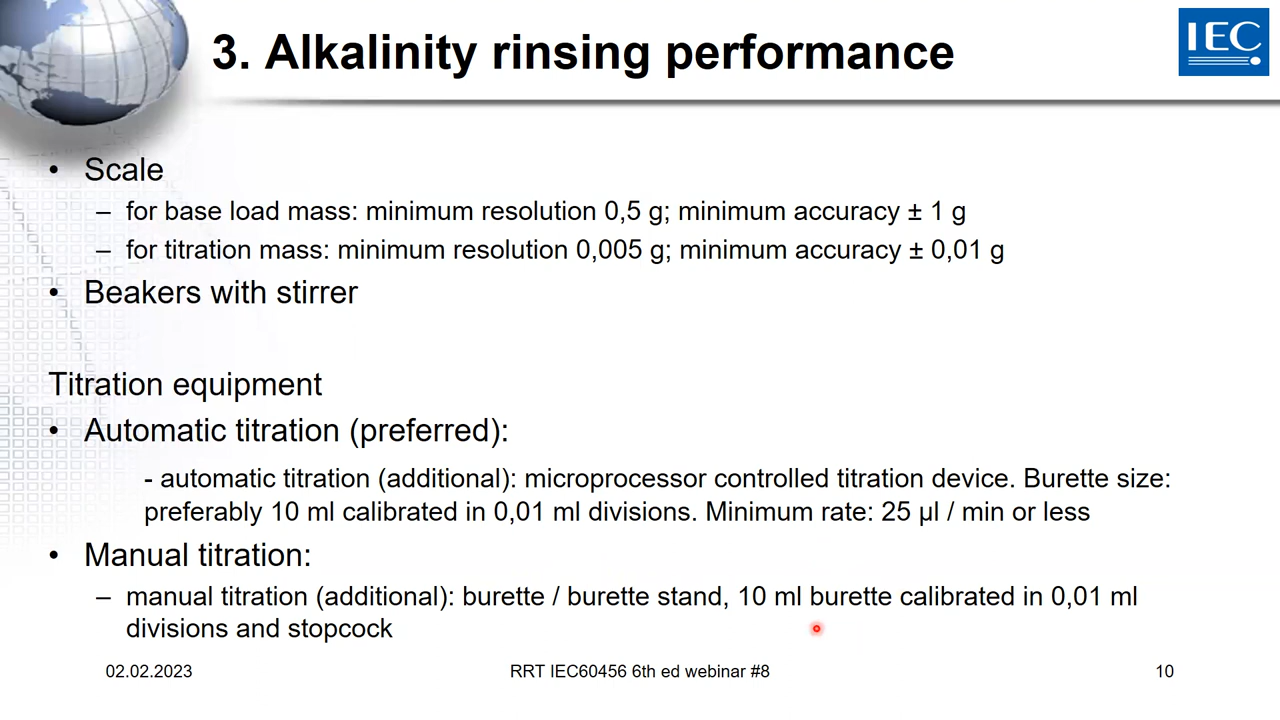 3. Alkalinity rinsing performance
IEC
• Scale
– for base load mass: minimum resolution 0,5 g; minimum accuracy ± 1 g
– for titration mass: minimum resolution 0,005 g; minimum accuracy ± 0,01 g
• Beakers with stirrer
Titration equipment
• Automatic titration (preferred):
- automatic titration (additional): microprocessor controlled titration device. Burette size:
preferably 10 ml calibrated in 0,01 ml divisions. Minimum rate: 25 µl / min or less
• Manual titration:
– manual titration (additional): burette / burette stand, 10 ml burette calibrated in 0,01 ml
divisions and stopcock
02.02.2023
RRT IEC60456 6th ed webinar #8
10